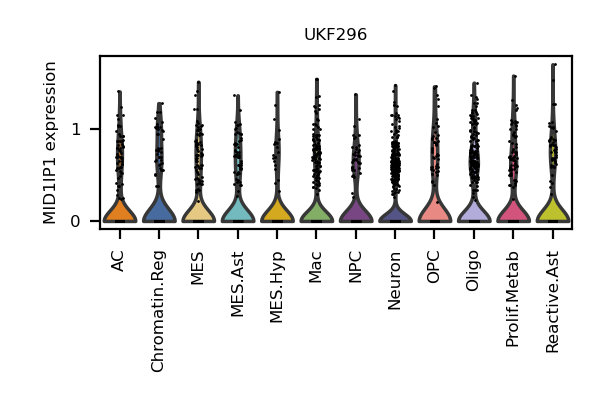 UKF296
MID1IP1 expression
1
0
AC
Chromatin.Reg
MES
MES.Ast
MES.Hyp
Mac
NPC
Neuron
OPC
Oligo
Prolif.Metab
Reactive.Ast